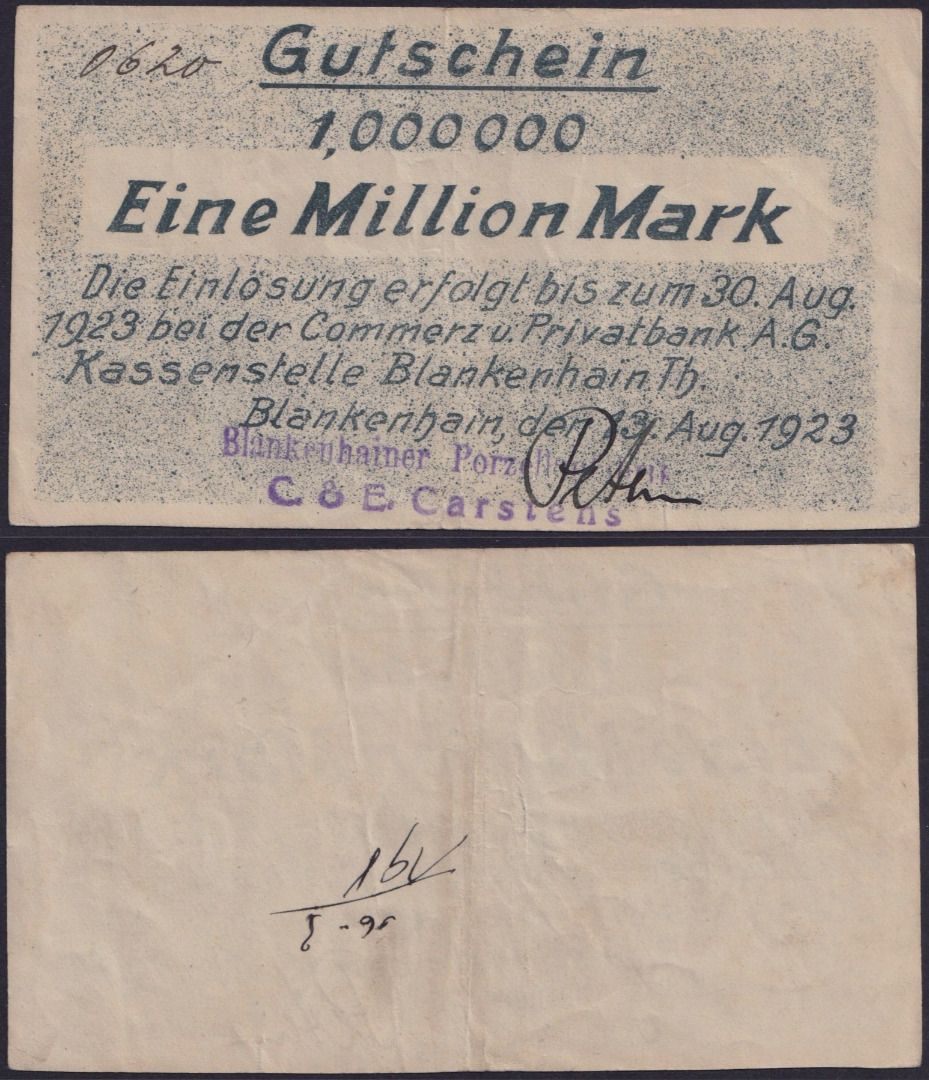 0620
Gutschein
1,000000
Eine Million Mark
Die Einlösung erfolgt bis zum 30. Aug.
1923 bei der Commerz u. Privatbank A.G.
Kassenstelle Blankenhain Th.
Blankenhain, den 13. Aug. 1923
Blankenhainer
C. & E. Carstens